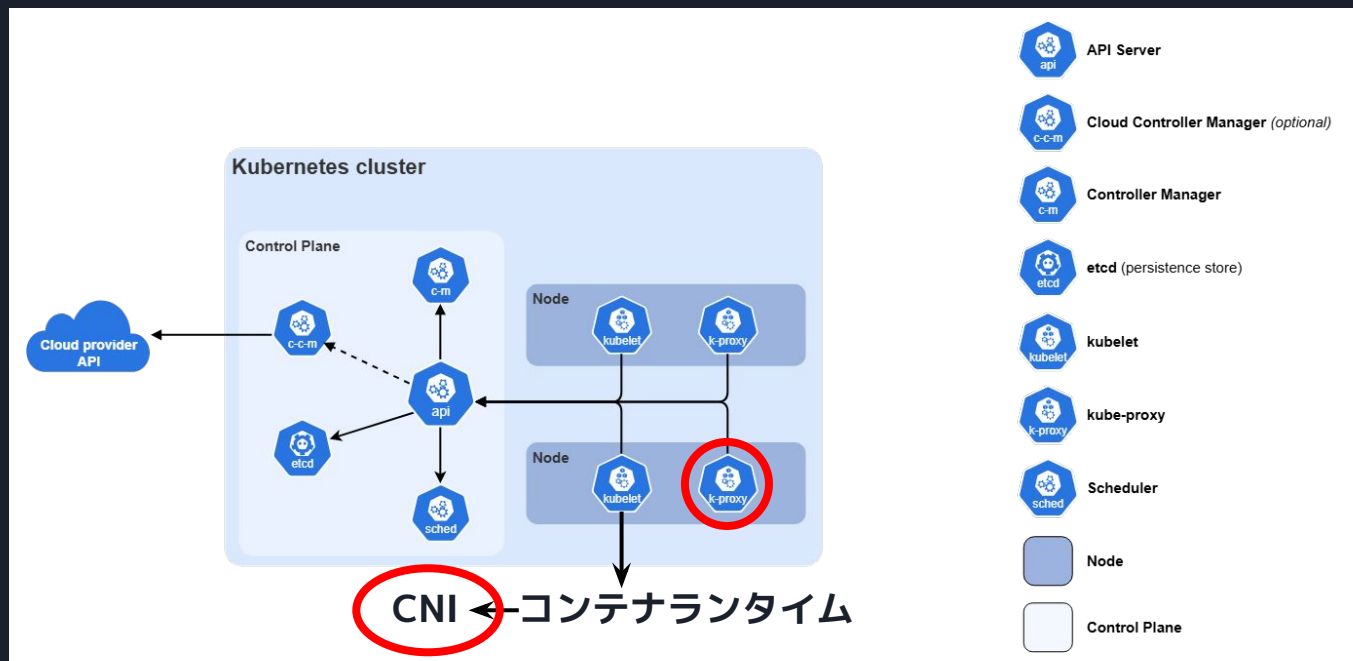 Kubernetes cluster
Control Plane
c-m
c-c-m
api
etcd
sched
Cloud provider
API
Node
kubelet
k-proxy
Node
kubelet
k-proxy
CNI
コンテナランタイム
api
API Server
c-c-m
Cloud Controller Manager (optional)
c-m
Controller Manager
etcd
etcd (persistence store)
kubelet
kubelet
k-proxy
kube-proxy
sched
Scheduler
Node
Control Plane